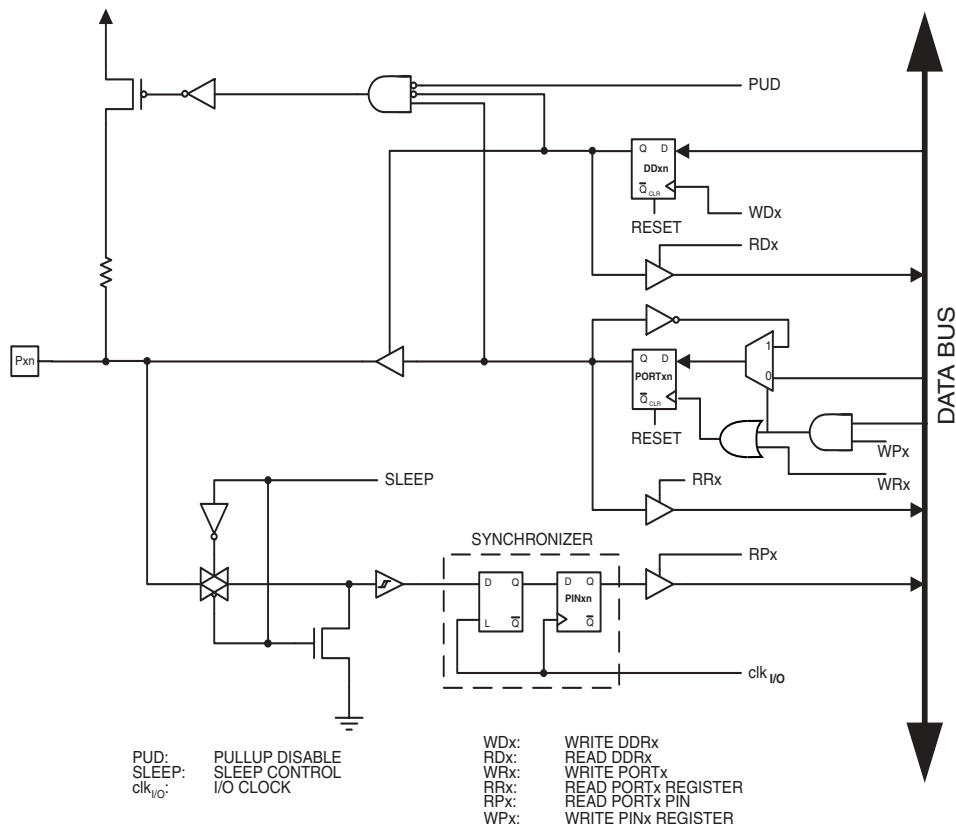 PUD
Q D
DDxn
Q CLR
WDx
RESET
RDx
Pxn
1
Q D
PORTxn
0
Q CLR
RESET
DATA BUS
WPx
WRx
SLEEP
RRx
SYNCHRONIZER
RPx
D Q
L Q
D Q
PINxn
Q
clk I/O
PUD: PULLUP DISABLE
SLEEP: SLEEP CONTROL
clkI/O: I/O CLOCK
WDx: WRITE DDRx
RDx: READ DDRx
WRx: WRITE PORTx
RRx: READ PORTx REGISTER
RPx: READ PORTx PIN
WPx: WRITE PINx REGISTER